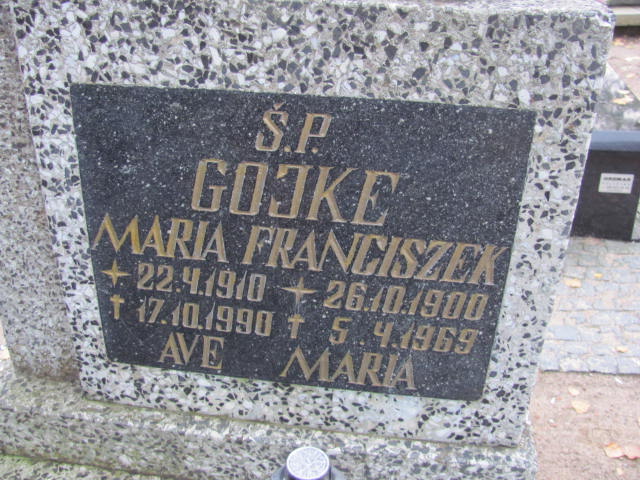 Ś.P.
GOJKE
MARIA FRANCISZEK
22.4.1910 26.10.1900
17.10.1990 5.4.1969
AVE MARIA